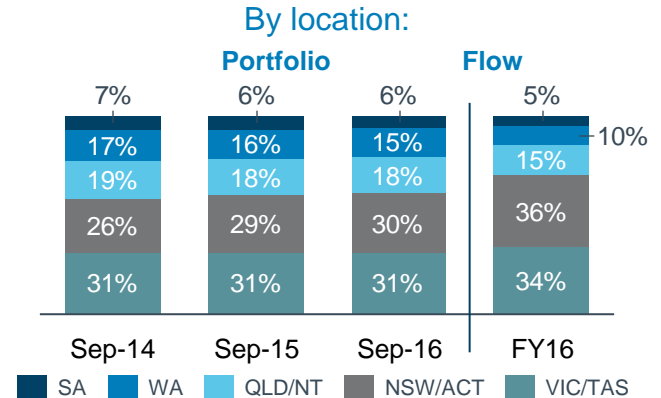 By location:
Portfolio Flow
7% 6% 6% 5%
17% 16% 15% 10%
19% 18% 18% 15%
26% 29% 30% 36%
31% 31% 31% 34%
Sep-14 Sep-15 Sep-16 FY16
SA WA QLD/NT NSW/ACT VIC/TAS